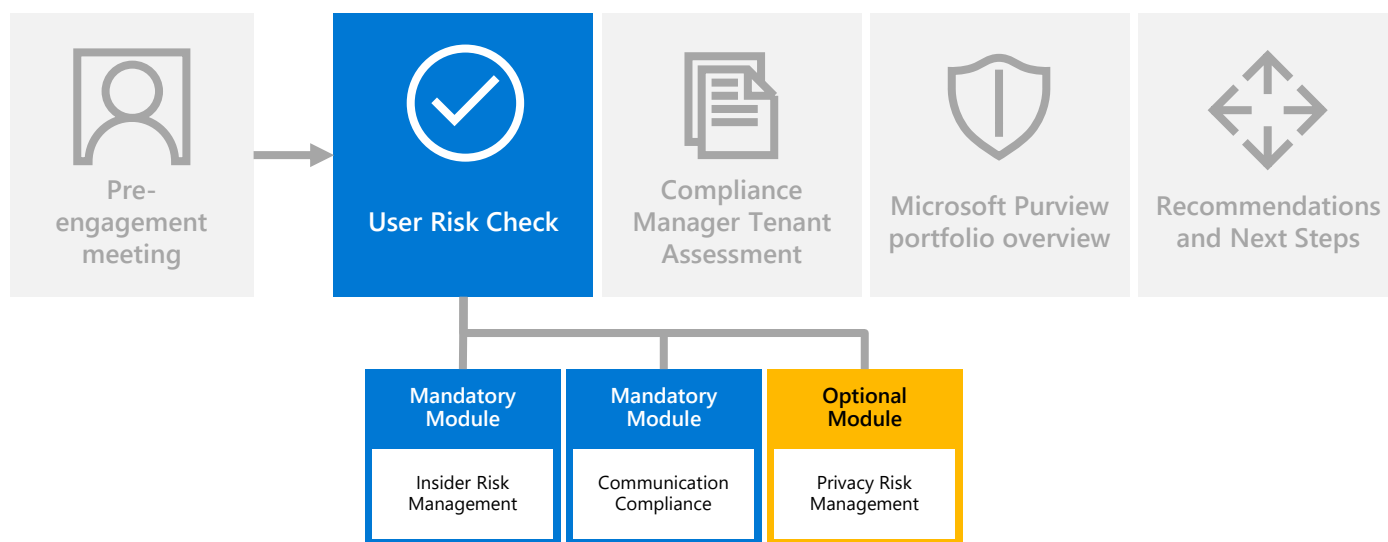 Pre-
engagement
meeting
User Risk Check
Compliance
Manager Tenant
Assessment
Microsoft Purview
portfolio overview
Recommendations
and Next Steps
Mandatory
Module
Insider Risk
Management
Mandatory
Module
Communication
Compliance
Optional
Module
Privacy Risk
Management